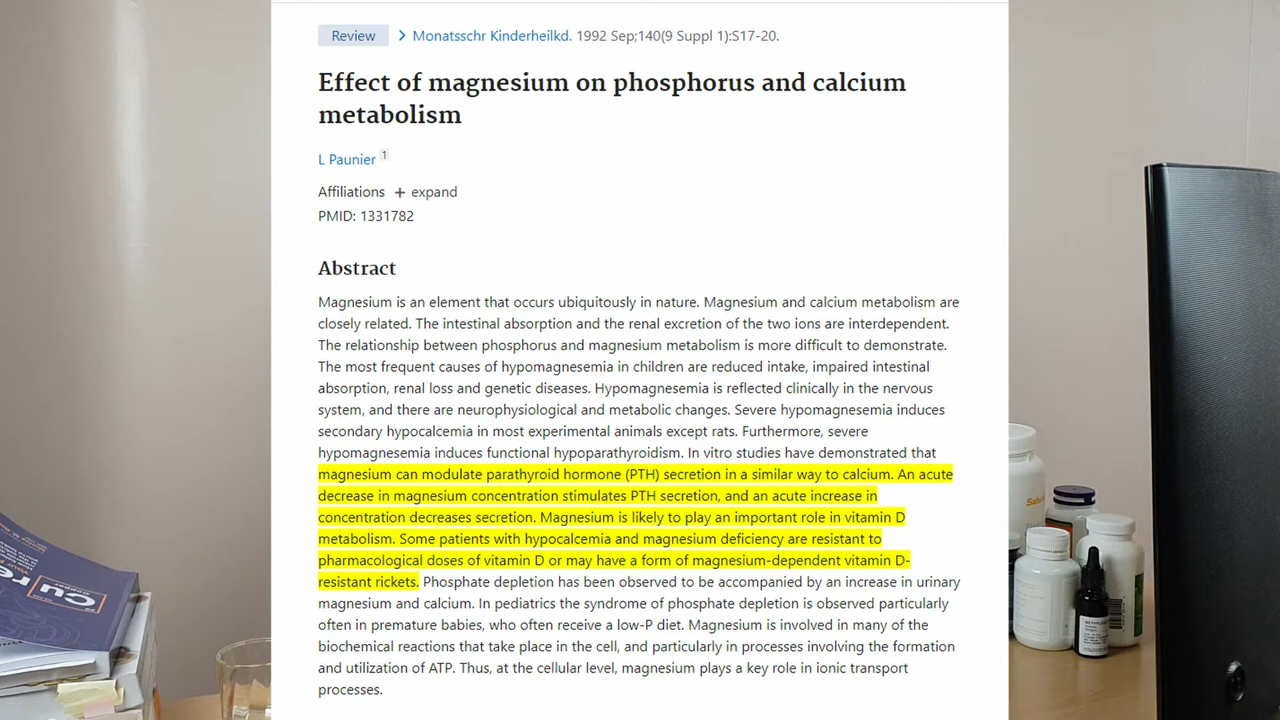 Review > Monatsschr Kinderheilkd. 1992 Sep;140(9 Suppl 1):S17-20.
Effect of magnesium on phosphorus and calcium
metabolism
L Paunier 1
Affiliations + expand
PMID: 1331782
Abstract
Magnesium is an element that occurs ubiquitously in nature. Magnesium and calcium metabolism are
closely related. The intestinal absorption and the renal excretion of the two ions are interdependent.
The relationship between phosphorus and magnesium metabolism is more difficult to demonstrate.
The most frequent causes of hypomagnesemia in children are reduced intake, impaired intestinal
absorption, renal loss and genetic diseases. Hypomagnesemia is reflected clinically in the nervous
system, and there are neurophysiological and metabolic changes. Severe hypomagnesemia induces
secondary hypocalcemia in most experimental animals except rats. Furthermore, severe
hypomagnesemia induces functional hypoparathyroidism. In vitro studies have demonstrated that
magnesium can modulate parathyroid hormone (PTH) secretion in a similar way to calcium. An acute
decrease in magnesium concentration stimulates PTH secretion, and an acute increase in
concentration decreases secretion. Magnesium is likely to play an important role in vitamin D
metabolism. Some patients with hypocalcemia and magnesium deficiency are resistant to
pharmacological doses of vitamin D or may have a form of magnesium-dependent vitamin D-
resistant rickets. Phosphate depletion has been observed to be accompanied by an increase in urinary
magnesium and calcium. In pediatrics the syndrome of phosphate depletion is observed particularly
often in premature babies, who often receive a low-P diet. Magnesium is involved in many of the
biochemical reactions that take place in the cell, and particularly in processes involving the formation
and utilization of ATP. Thus, at the cellular level, magnesium plays a key role in ionic transport
processes.
Cu re